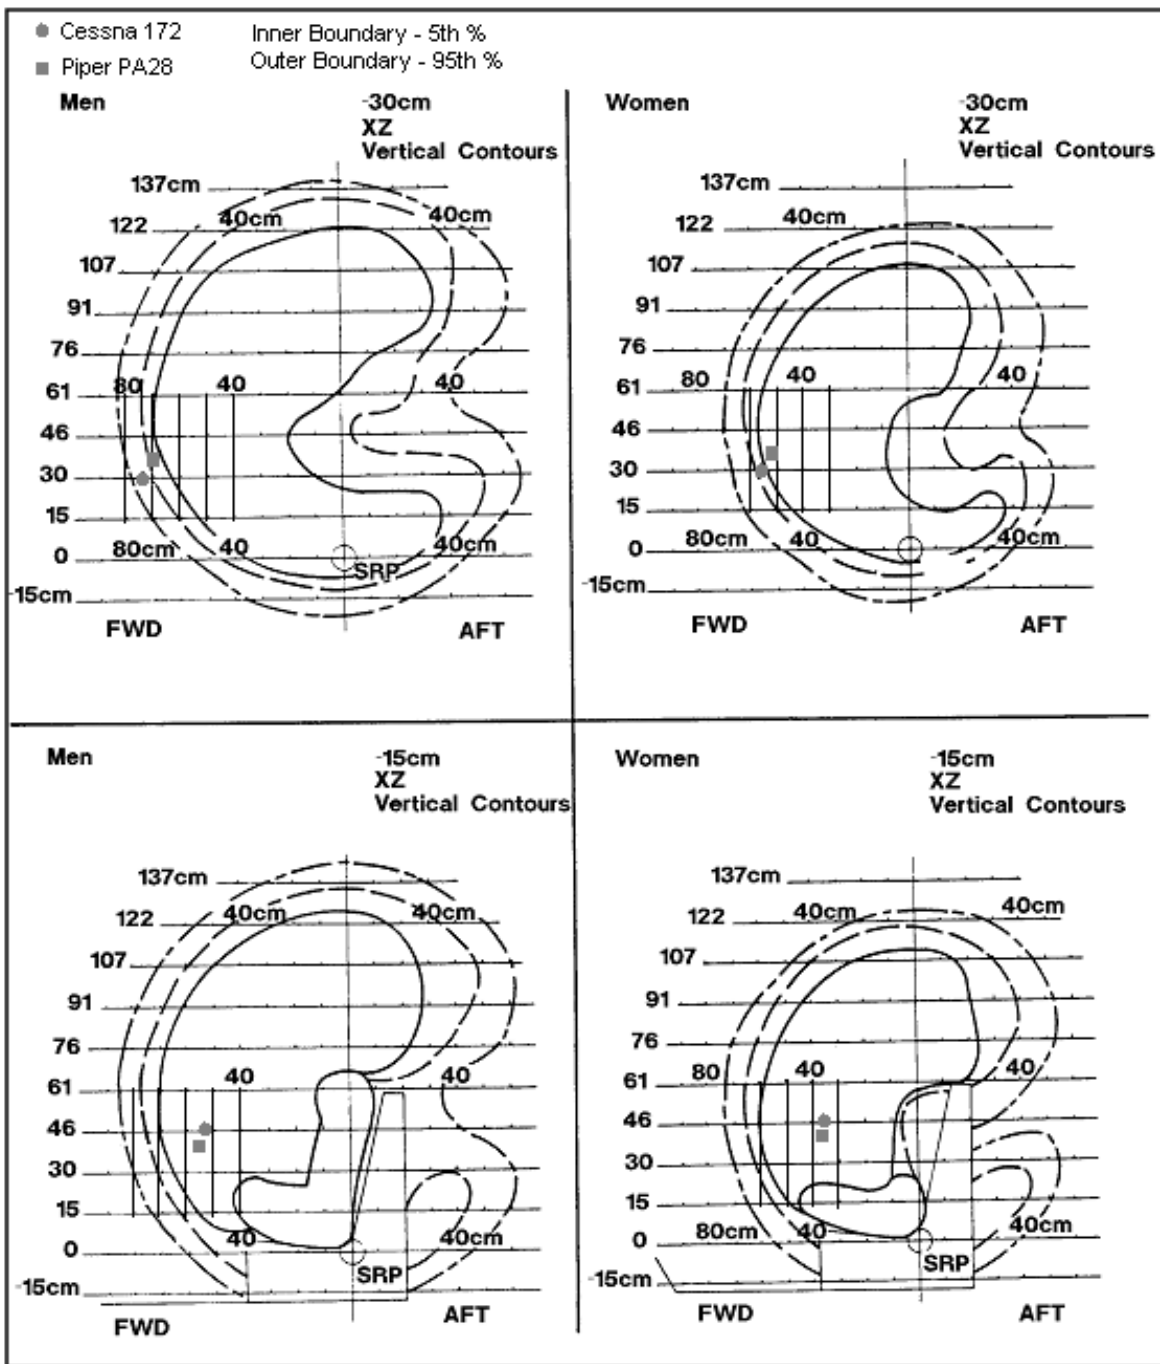 Cessna 172 Inner Boundary - 5th %
Piper PA28 Outer Boundary - 95th %
Men
-30cm
XZ
Vertical Contours
137cm
122 40cm 40cm
107
91
76
80 40
61 40
46
30
15
0 80cm 40 40cm
SRP
-15cm
FWD AFT
Women
-30cm
XZ
Vertical Contours
137cm
122 40cm
107
91
76
80 40 61 40
46
30
15
0 80cm 40 40cm
-15cm
FWD AFT
Men
-15cm
XZ
Vertical Contours
137cm
122 40cm 40cm
107
91
76
61 40 40
46
30
15
0 40 40cm
SRP
-15cm
FWD AFT
Women
-15cm
XZ
Vertical Contours
137cm
122 40cm 40cm
107
91
76
80 40 40
61
46
30
15
0 80cm 40 40cm
SRP
-15cm
FWD AFT